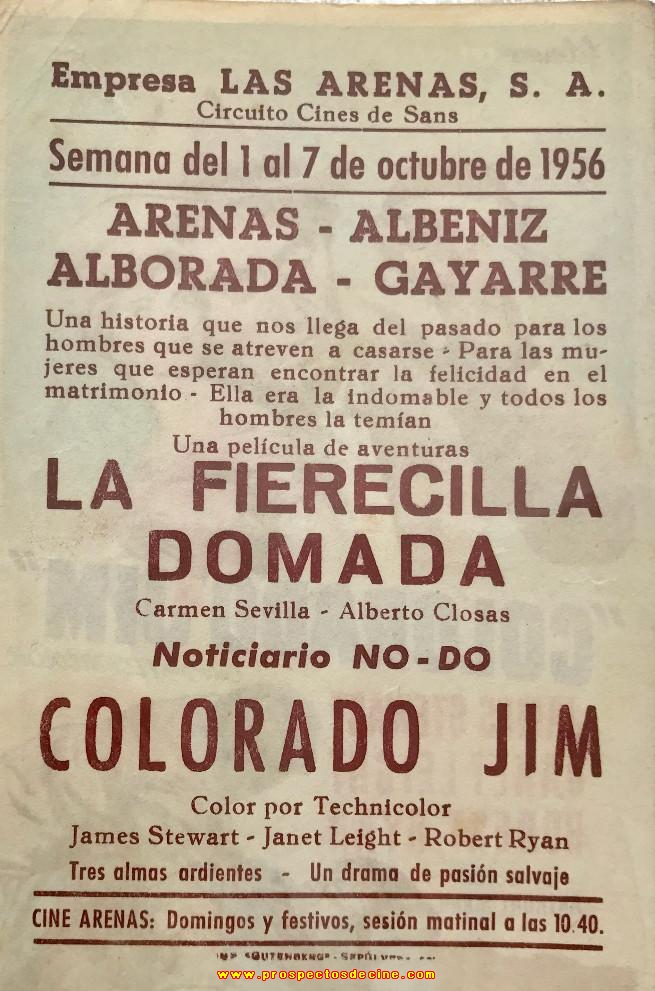 Empresa LAS ARENAS, S. A.
Circuito Cines de Sans
Semana del 1 al 7 de octubre de 1956
ARENAS - ALBENIZ
ALBORADA - GAYARRE
Una historia que nos llega del pasado para los
hombres que se atreven a casarse - Para las mu-
jeres que esperan encontrar la felicidad en el
matrimonio - Ella era la indomable y todos los
hombres la temían
Una película de aventuras
LA FIERECILLA
DOMADA
Carmen Sevilla - Alberto Closas
Noticiario NO-DO
COLORADO JIM
Color por Technicolor
James Stewart - Janet Leight - Robert Ryan
Tres almas ardientes - Un drama de pasión salvaje
CINE ARENAS: Domingos y festivos, sesión matinal a las 10.40.
"GUTENBERG"
www.prospectosdecine.com